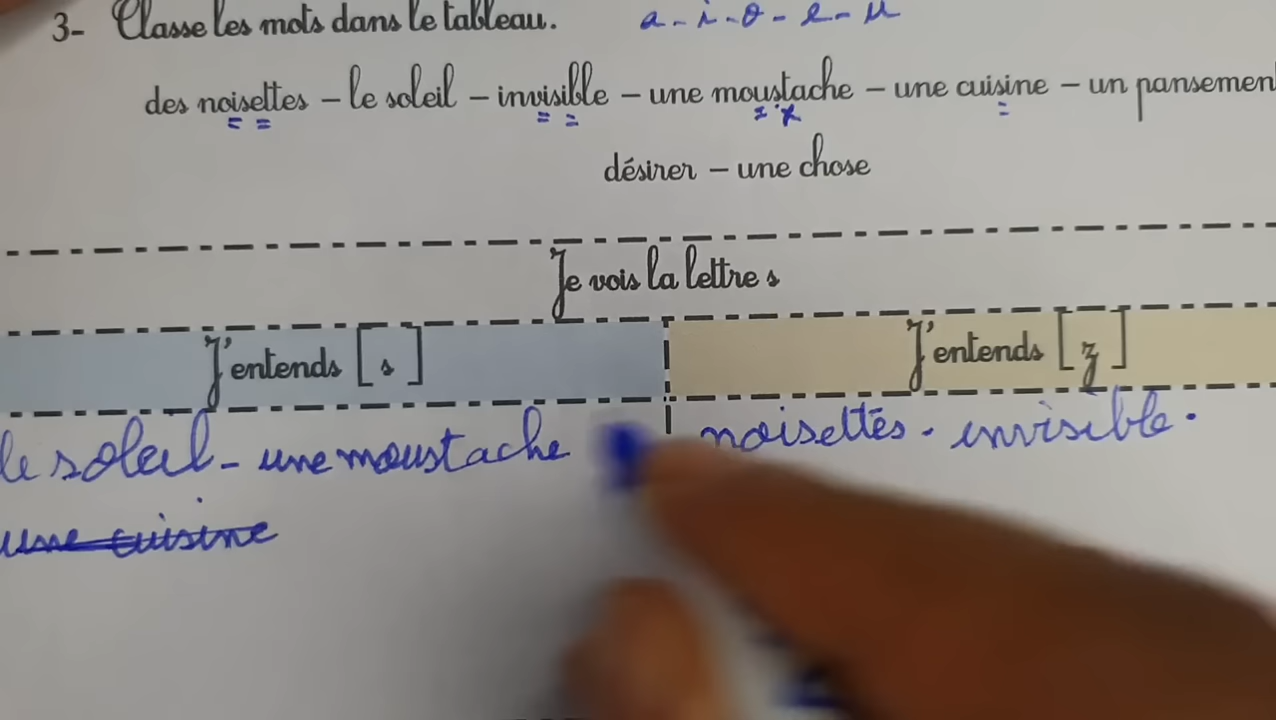 3- Classe les mots dans le tableau. a - i - o - e - u
des noisettes – le soleil – invisible – une moustache – une cuisine – un pansemen
désirer – une chose
Je vois la lettre s
J'entends [s] J'entends [z]
le soleil - une moustache noisettes . invisible .
une cuisine